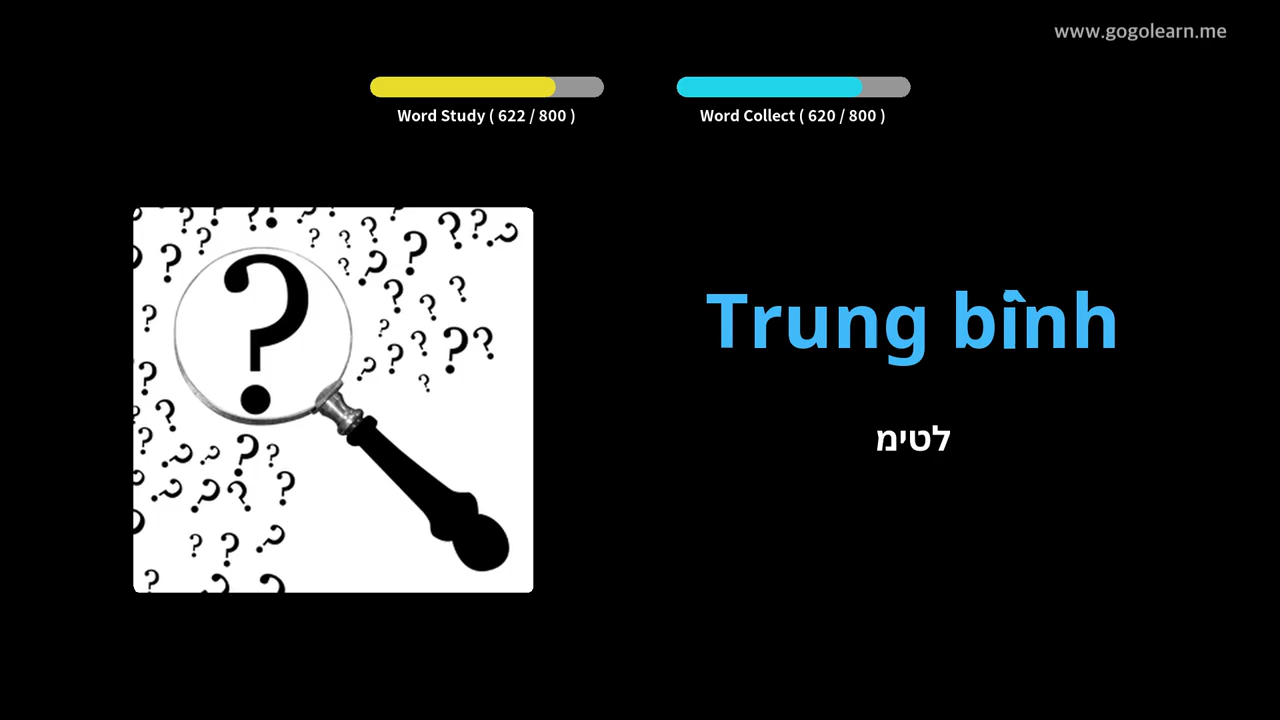 www.gogolearn.me
Word Study ( 622 / 800 )
Word Collect ( 620 / 800 )
Trung bình
לטימ